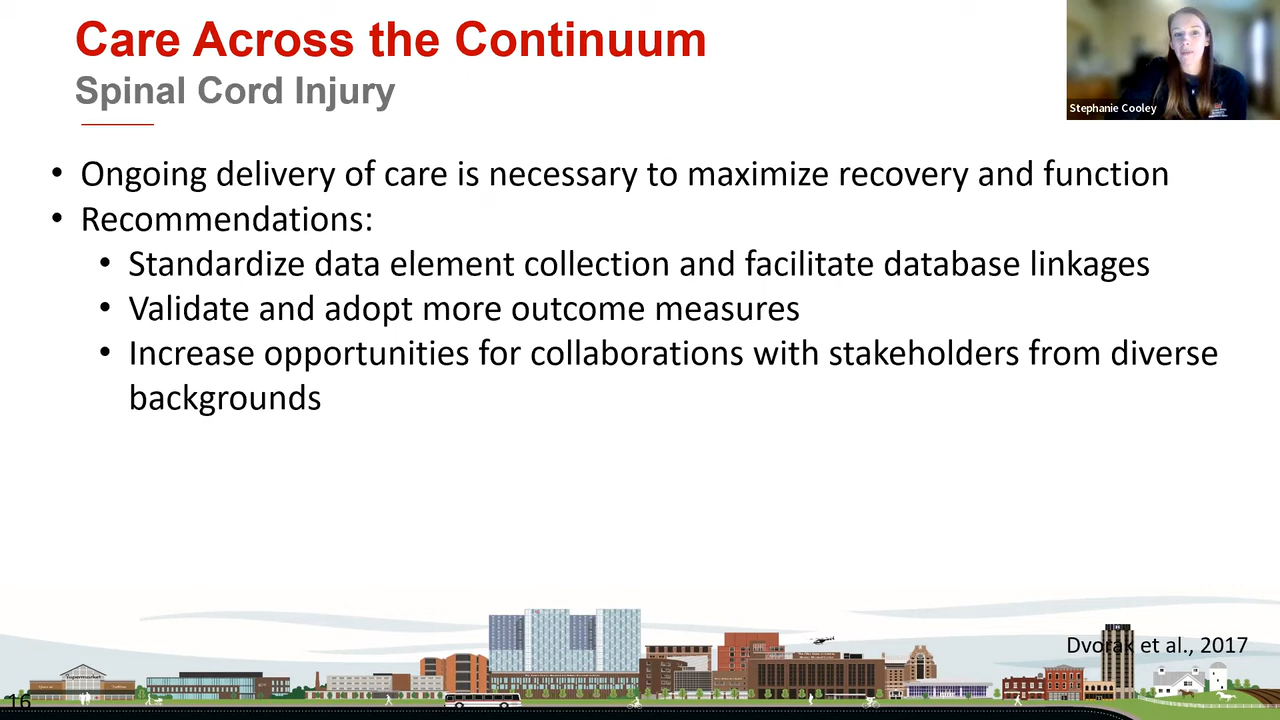 Care Across the Continuum
Spinal Cord Injury
Stephanie Cooley
• Ongoing delivery of care is necessary to maximize recovery and function
• Recommendations:
• Standardize data element collection and facilitate database linkages
• Validate and adopt more outcome measures
• Increase opportunities for collaborations with stakeholders from diverse
backgrounds
Dvorak et al., 2017
Supermarket
16